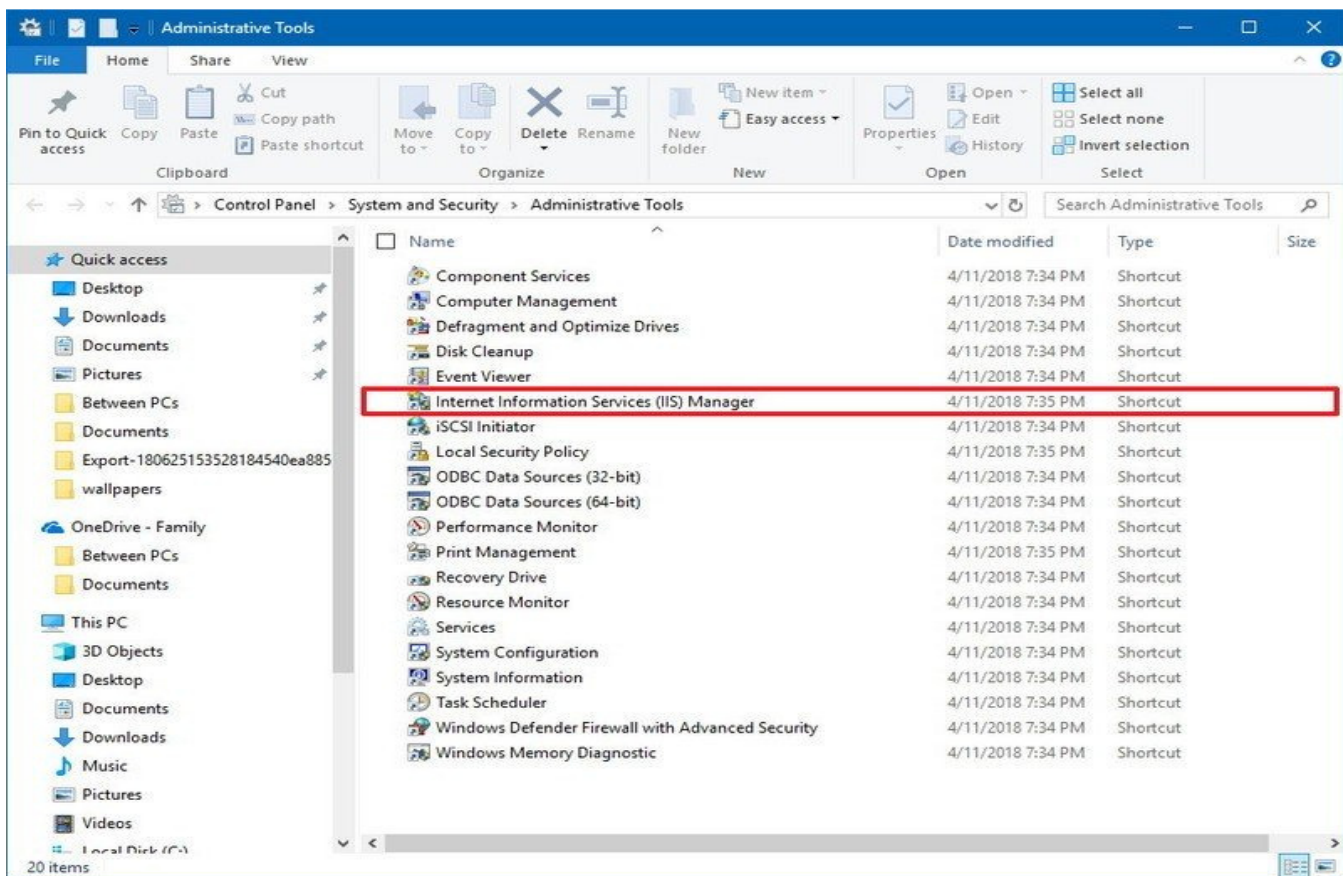 Administrative Tools
File Home Share View
Pin to Quick access
Copy
Paste
Cut
Copy path
Paste shortcut
Clipboard
Move to
Copy to
Delete
Rename
Organize
New folder
New item
Easy access
New
Properties
Open
Edit
History
Open
Select all
Select none
Invert selection
Select
Control Panel > System and Security > Administrative Tools
Search Administrative Tools
Quick access
Desktop
Downloads
Documents
Pictures
Between PCs
Documents
Export-180625153528184540ea885
wallpapers
OneDrive - Family
Between PCs
Documents
This PC
3D Objects
Desktop
Documents
Downloads
Music
Pictures
Videos
Local Disk (C:)
Name Date modified Type Size
Component Services 4/11/2018 7:34 PM Shortcut
Computer Management 4/11/2018 7:34 PM Shortcut
Defragment and Optimize Drives 4/11/2018 7:34 PM Shortcut
Disk Cleanup 4/11/2018 7:34 PM Shortcut
Event Viewer 4/11/2018 7:34 PM Shortcut
Internet Information Services (IIS) Manager 4/11/2018 7:35 PM Shortcut
iSCSI Initiator 4/11/2018 7:34 PM Shortcut
Local Security Policy 4/11/2018 7:35 PM Shortcut
ODBC Data Sources (32-bit) 4/11/2018 7:34 PM Shortcut
ODBC Data Sources (64-bit) 4/11/2018 7:34 PM Shortcut
Performance Monitor 4/11/2018 7:34 PM Shortcut
Print Management 4/11/2018 7:35 PM Shortcut
Recovery Drive 4/11/2018 7:34 PM Shortcut
Resource Monitor 4/11/2018 7:34 PM Shortcut
Services 4/11/2018 7:34 PM Shortcut
System Configuration 4/11/2018 7:34 PM Shortcut
System Information 4/11/2018 7:34 PM Shortcut
Task Scheduler 4/11/2018 7:34 PM Shortcut
Windows Defender Firewall with Advanced Security 4/11/2018 7:34 PM Shortcut
Windows Memory Diagnostic 4/11/2018 7:34 PM Shortcut
20 items